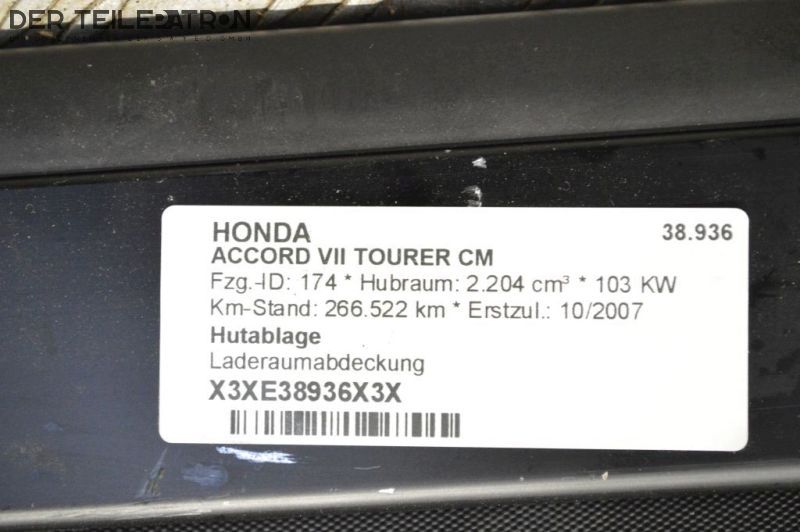 DER TEILEPATRON
HONDA 38.936
ACCORD VII TOURER CM
Fzg.-ID: 174 * Hubraum: 2.204 cm³ * 103 KW
Km-Stand: 266.522 km * Erstzul.: 10/2007
Hutablage
Laderaumabdeckung
X3XE38936X3X